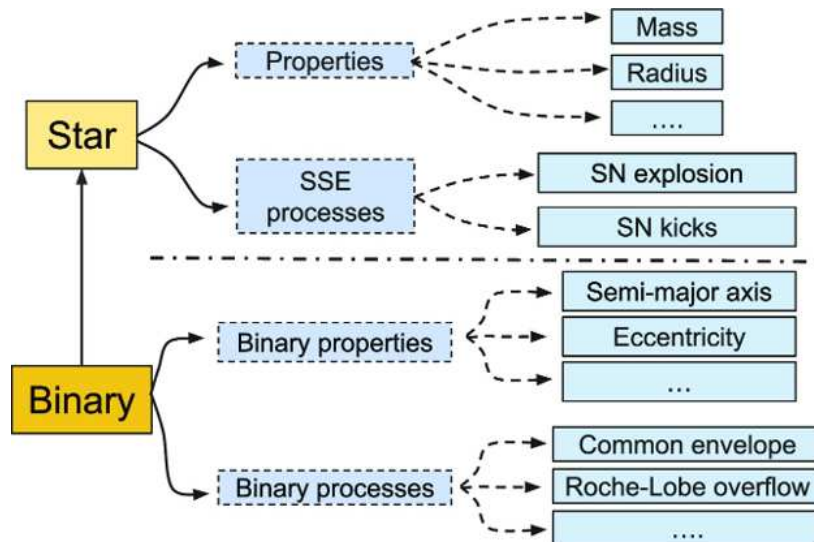 Star
Properties
Mass
Radius
....
SSE
processes
SN explosion
SN kicks
Binary
Binary properties
Semi-major axis
Eccentricity
...
Binary processes
Common envelope
Roche-Lobe overflow
....